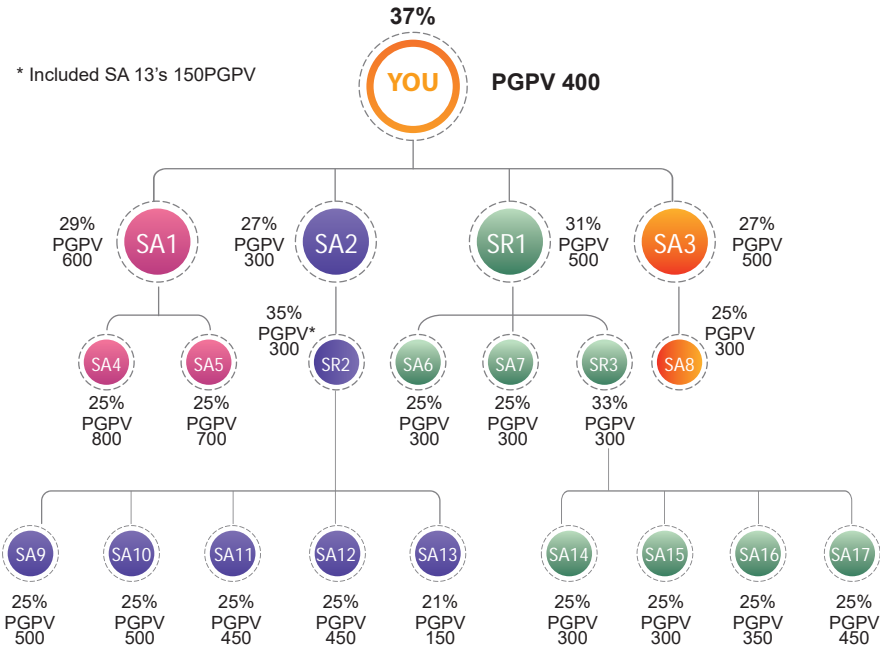 37%
* Included SA 13's 150PGPV
YOU
PGPV 400
29%
PGPV
600
SA1
27%
PGPV
300
SA2
SR1
31%
PGPV
500
SA3
27%
PGPV
500
SA4
25%
PGPV
800
SA5
25%
PGPV
700
35%
PGPV*
300
SR2
SA6
25%
PGPV
300
SA7
25%
PGPV
300
SR3
33%
PGPV
300
SA8
25%
PGPV
300
SA9
25%
PGPV
500
SA10
25%
PGPV
500
SA11
25%
PGPV
450
SA12
25%
PGPV
450
SA13
21%
PGPV
150
SA14
25%
PGPV
300
SA15
25%
PGPV
300
SA16
25%
PGPV
350
SA17
25%
PGPV
450